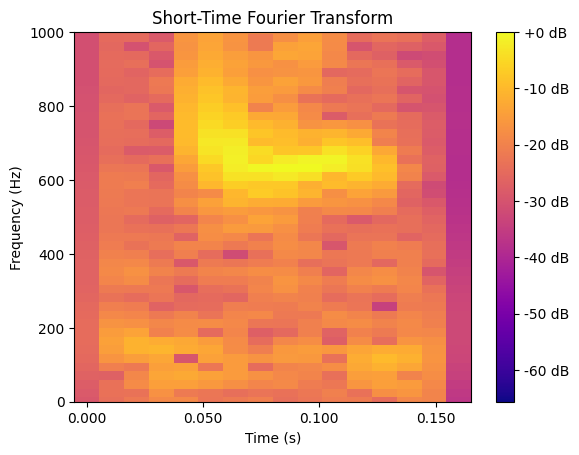 Short-Time Fourier Transform
1000
800
600
400
200
0
Frequency (Hz)
0.000
0.050
0.100
0.150
Time (s)
+0 dB
-10 dB
-20 dB
-30 dB
-40 dB
-50 dB
-60 dB